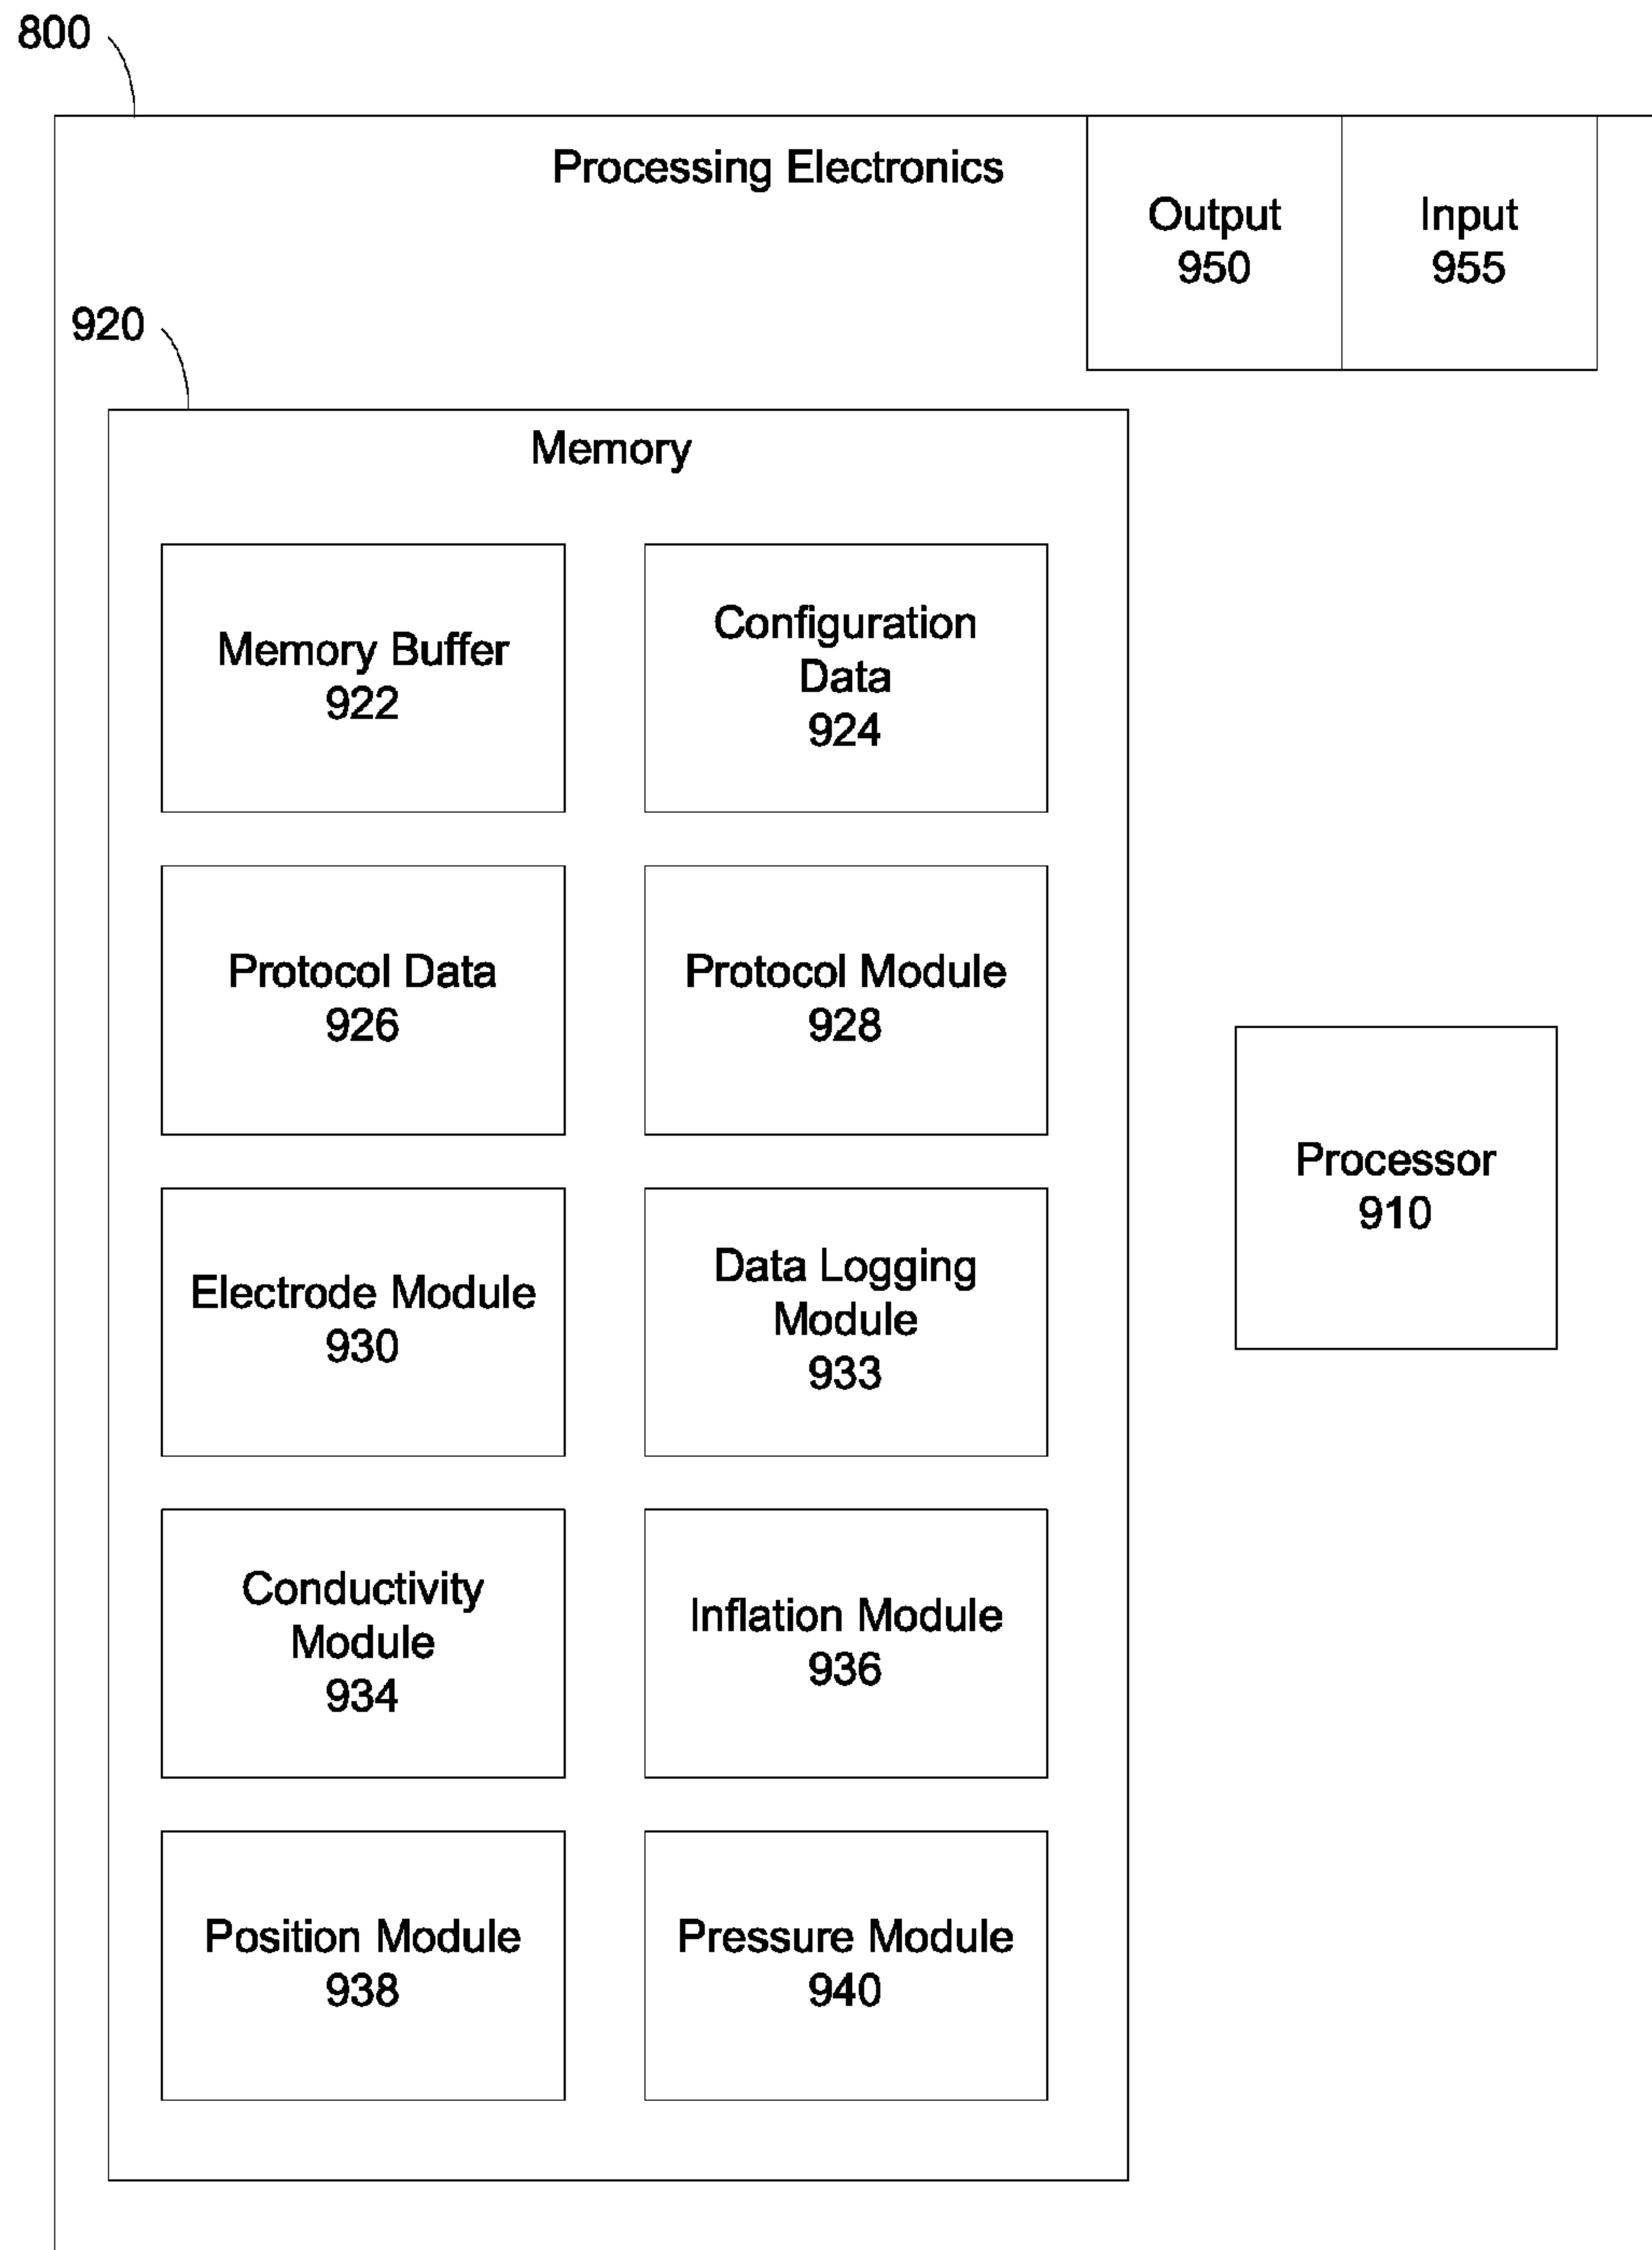 800
Processing Electronics
Output
950
Input
955
920
Memory
Memory Buffer
922
Configuration
Data
924
Protocol Data
926
Protocol Module
928
Electrode Module
930
Data Logging
Module
933
Processor
910
Conductivity
Module
934
Inflation Module
936
Position Module
938
Pressure Module
940